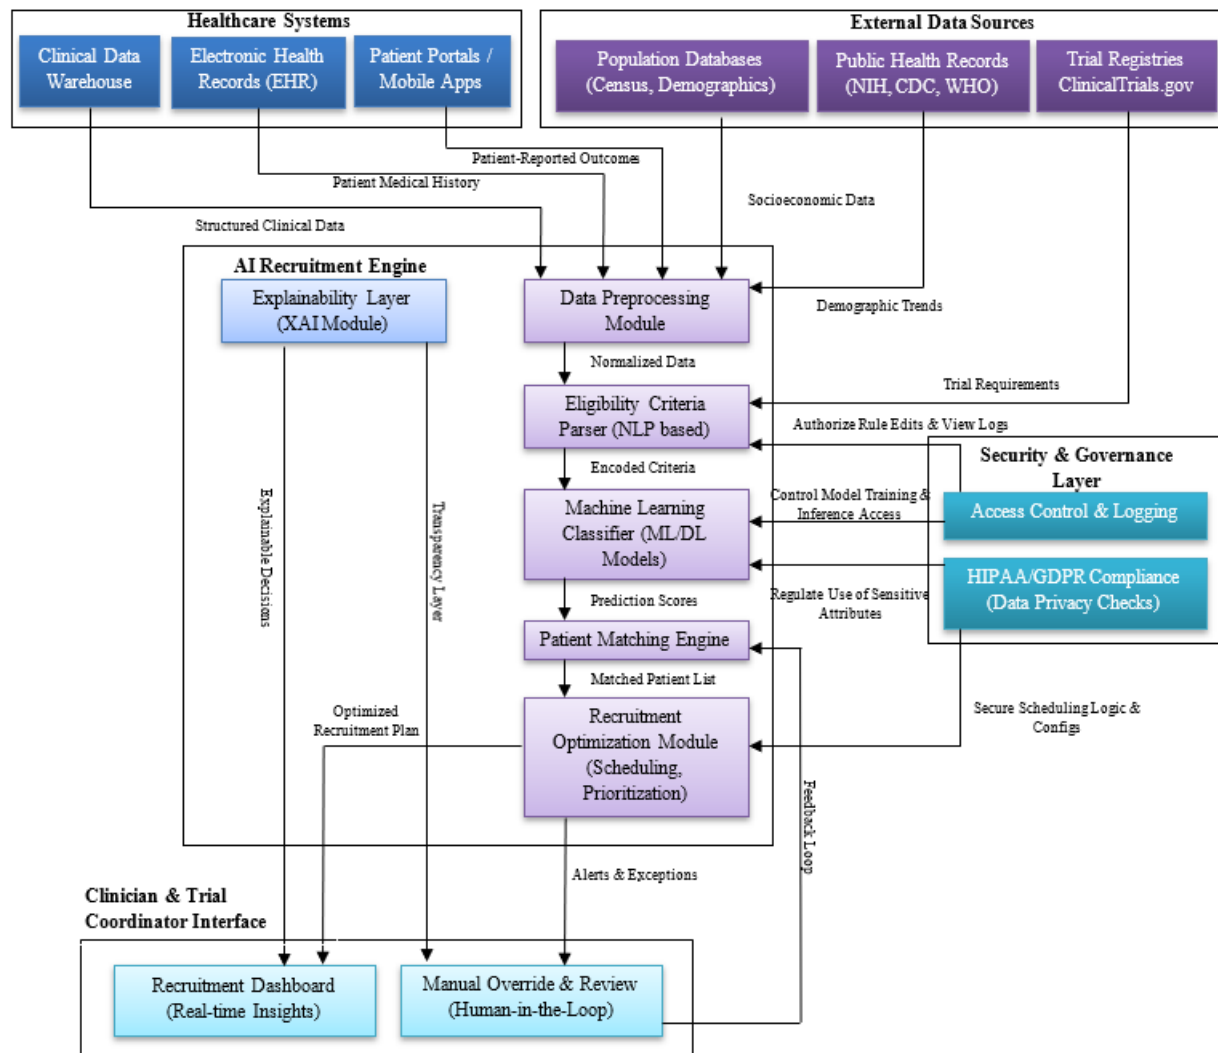 Healthcare Systems
External Data Sources
Clinical Data
Warehouse
Electronic Health
Records (EHR)
Patient Portals /
Mobile Apps
Population Databases
(Census, Demographics)
Public Health Records
(NIH, CDC, WHO)
Trial Registries
ClinicalTrials.gov
Patient-Reported Outcomes
Patient Medical History
Structured Clinical Data
Socioeconomic Data
AI Recruitment Engine
Explainability Layer
(XAI Module)
Data Preprocessing
Module
Demographic Trends
Normalized Data
Trial Requirements
Eligibility Criteria
Parser (NLP based)
Authorize Rule Edits & View Logs
Security & Governance
Layer
Encoded Criteria
Control Model Training &
Inference Access
Access Control & Logging
Machine Learning
Classifier (ML/DL
Models)
HIPAA/GDPR Compliance
(Data Privacy Checks)
Regulate Use of Sensitive
Attributes
Explainable Decisions
Transparency Layer
Prediction Scores
Patient Matching Engine
Matched Patient List
Optimized
Recruitment Plan
Recruitment
Optimization Module
(Scheduling,
Prioritization)
Secure Scheduling Logic &
Configs
Feedback Loop
Alerts & Exceptions
Clinician & Trial
Coordinator Interface
Recruitment Dashboard
(Real-time Insights)
Manual Override & Review
(Human-in-the-Loop)